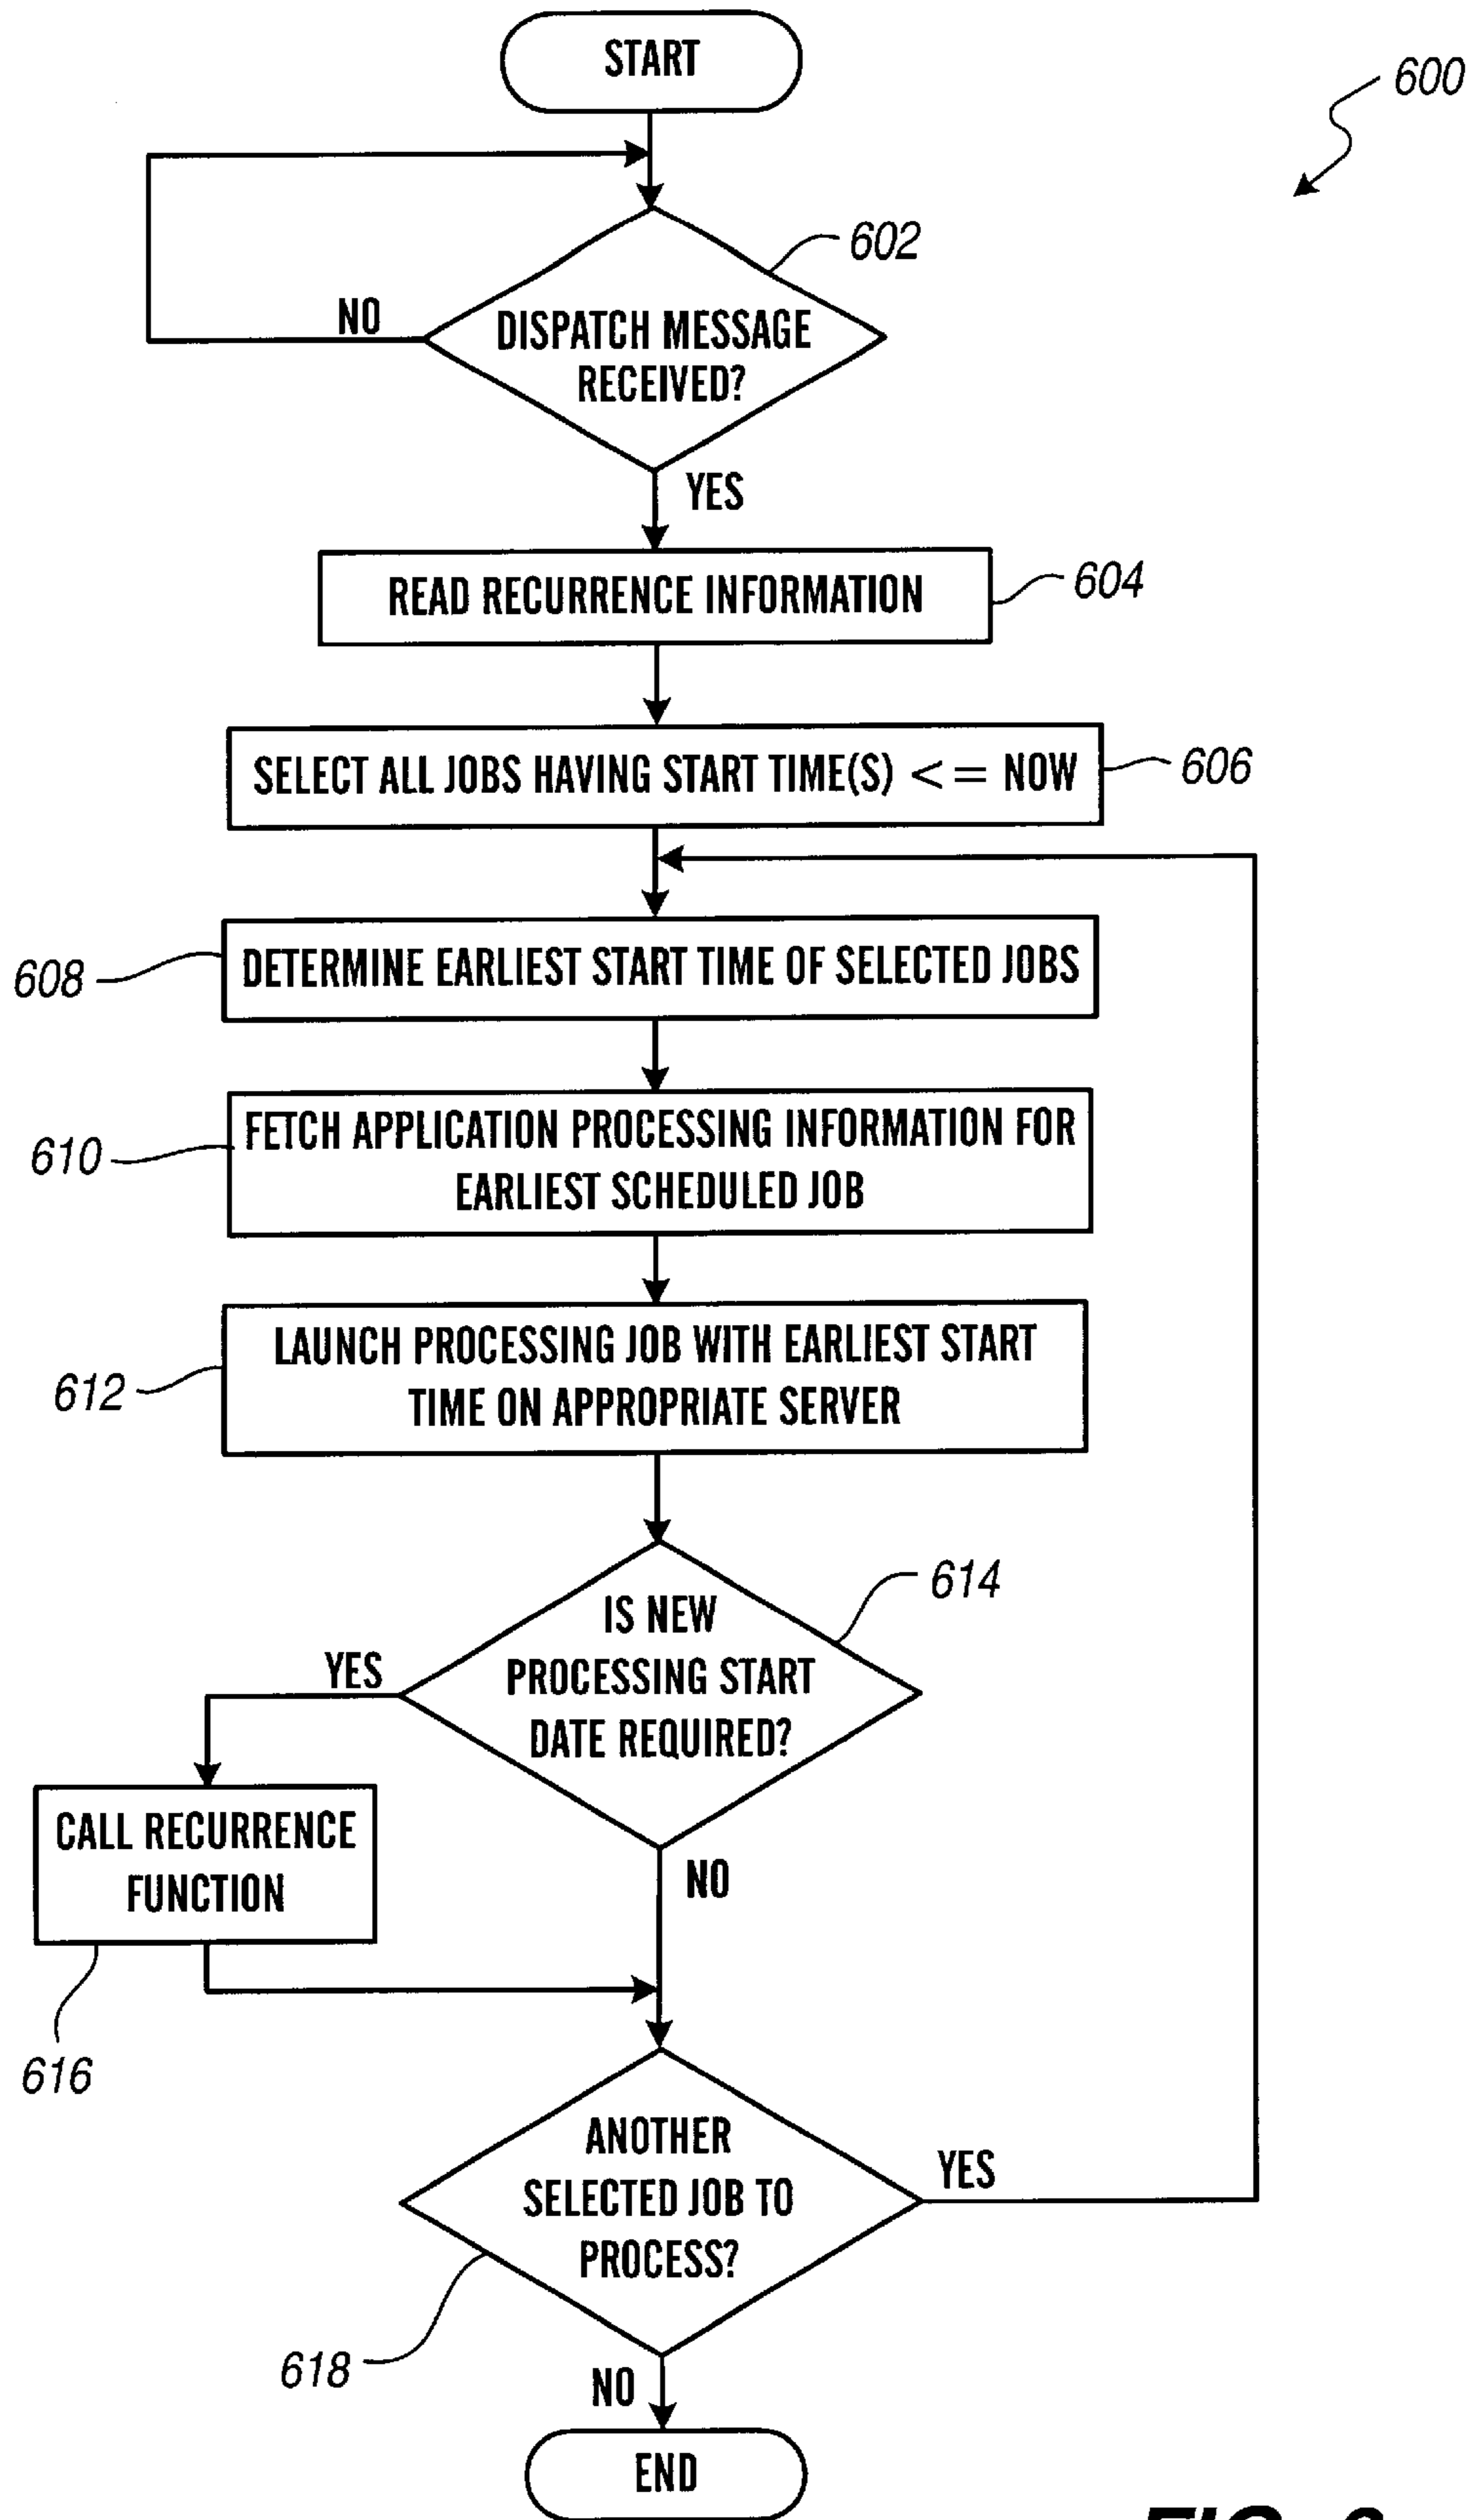 START
600
602
NO
DISPATCH MESSAGE
RECEIVED?
YES
READ RECURRENCE INFORMATION
604
SELECT ALL JOBS HAVING START TIME(S) <= NOW
606
608
DETERMINE EARLIEST START TIME OF SELECTED JOBS
610
FETCH APPLICATION PROCESSING INFORMATION FOR
EARLIEST SCHEDULED JOB
612
LAUNCH PROCESSING JOB WITH EARLIEST START
TIME ON APPROPRIATE SERVER
614
IS NEW
PROCESSING START
DATE REQUIRED?
YES
CALL RECURRENCE
FUNCTION
NO
616
ANOTHER
SELECTED JOB TO
PROCESS?
YES
618
NO
END